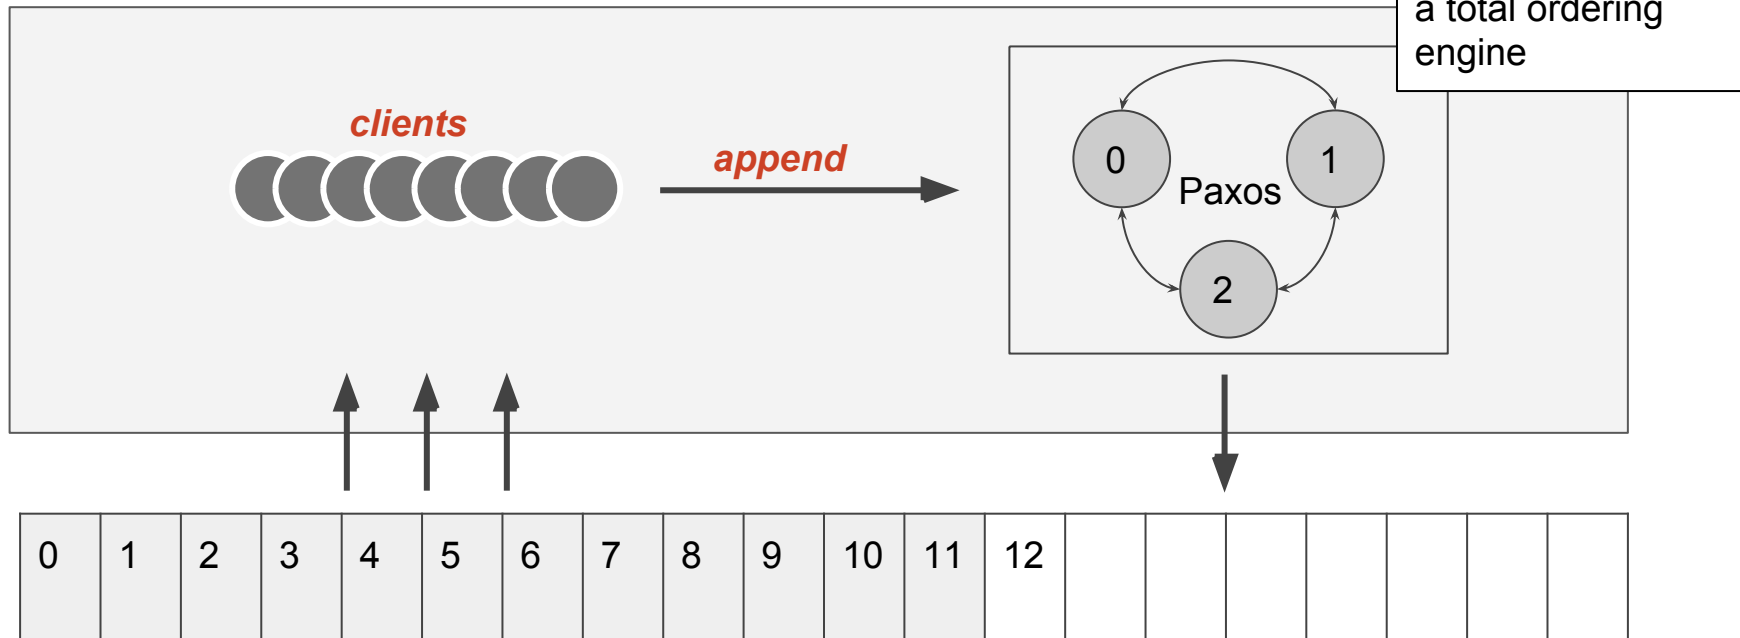 a total ordering
engine
clients
append
0
1
Paxos
2
0 1 2 3 4 5 6 7 8 9 10 11 12